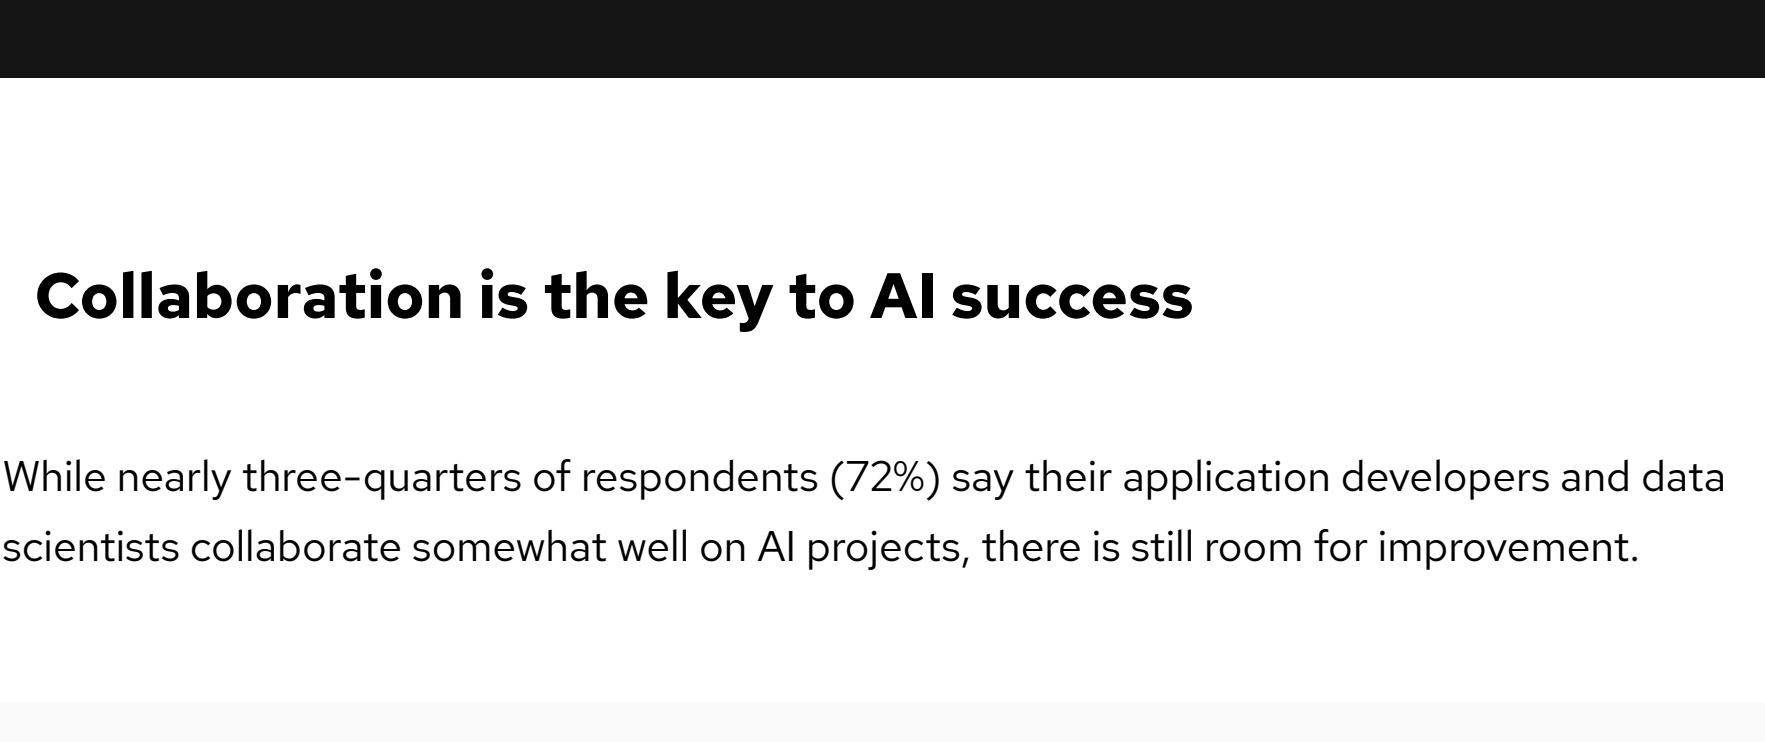 Collaboration is the key to AI success
While nearly three-quarters of respondents (72%) say their application developers and data
scientists collaborate somewhat well on AI projects, there is still room for improvement.